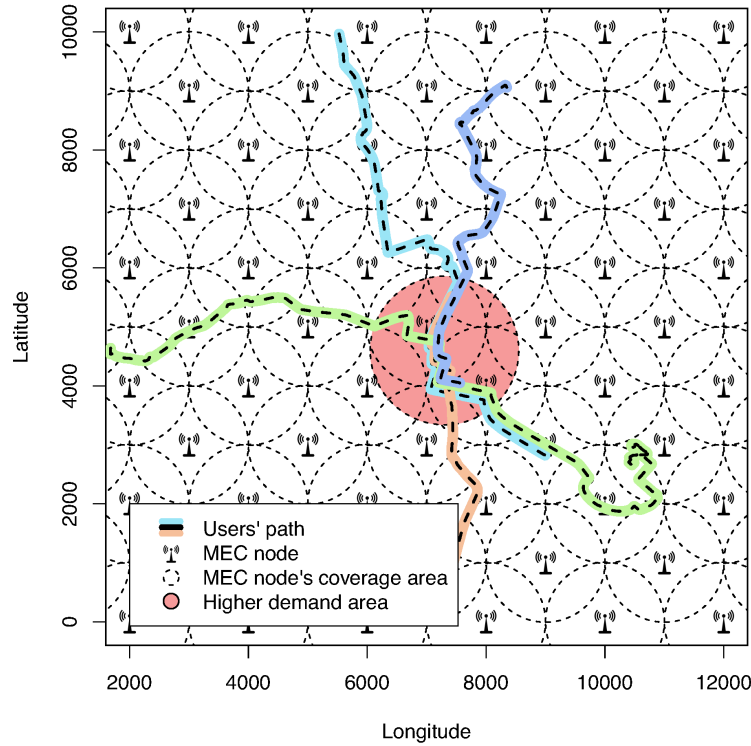 10000
8000
6000
4000
2000
0
Latitude
Users' path
MEC node
MEC node's coverage area
Higher demand area
2000 4000 6000 8000 10000 12000
Longitude